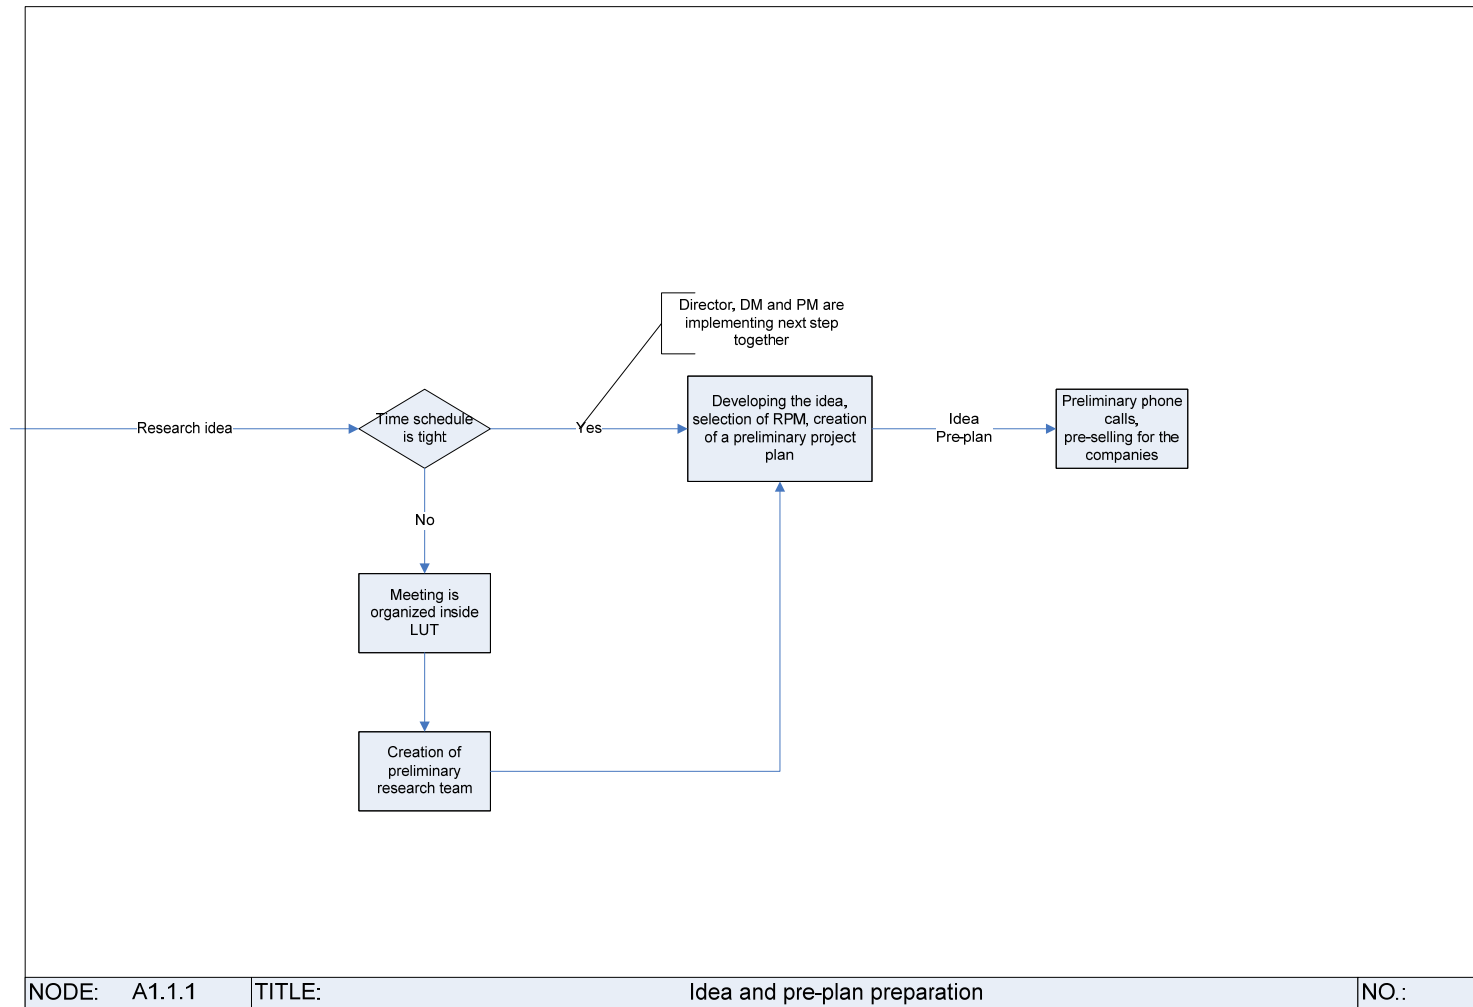 Director, DM and PM are
implementing next step
together
Research idea
Time schedule
is tight
Yes
Developing the idea,
selection of RPM, creation
of a preliminary project
plan
Idea
Pre-plan
Preliminary phone
calls,
pre-selling for the
companies
No
Meeting is
organized inside
LUT
Creation of
preliminary
research team
NODE: A1.1.1 TITLE: Idea and pre-plan preparation NO.: